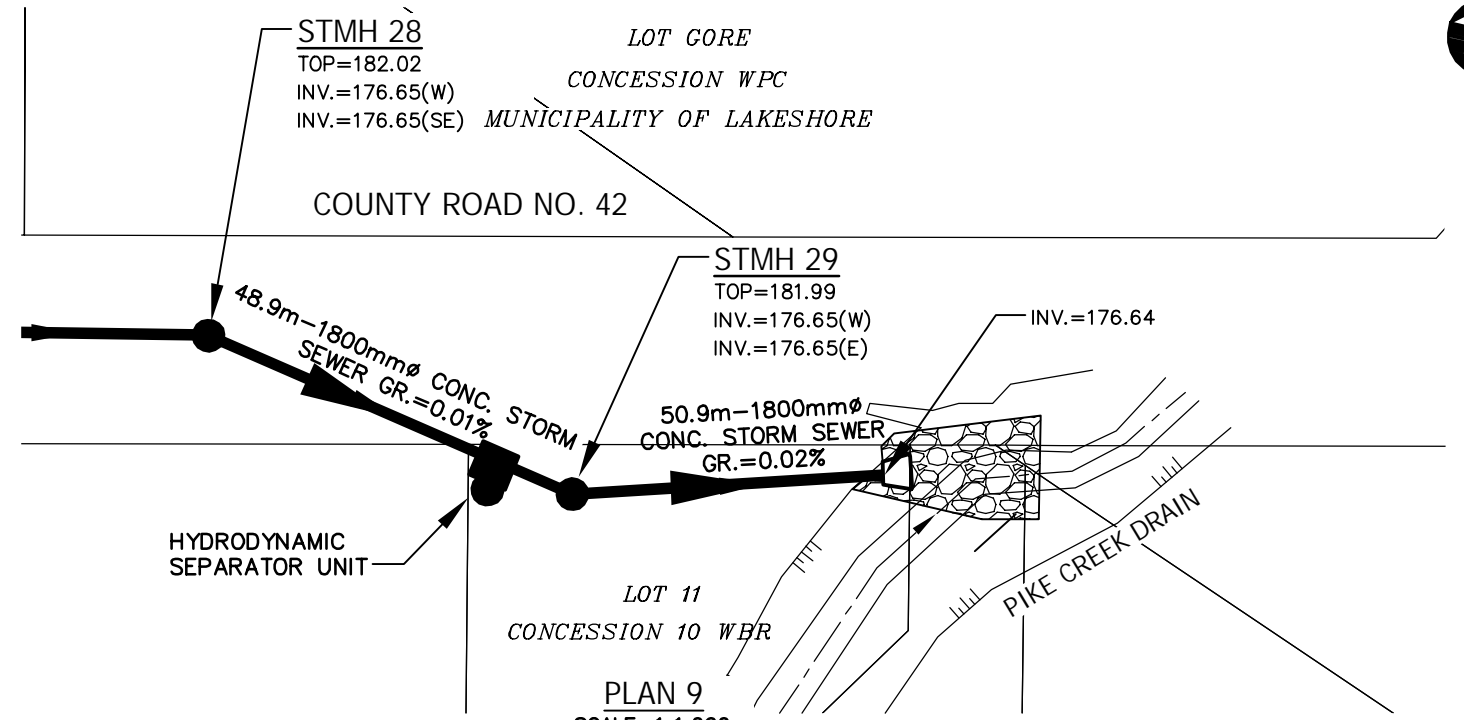 STMH 28
TOP=182.02
INV.=176.65(W)
INV.=176.65(SE)
LOT GORE
CONCESSION WPC
MUNICIPALITY OF LAKESHORE
COUNTY ROAD NO. 42
STMH 29
TOP=181.99
INV.=176.65(W)
INV.=176.65(E)
INV.=176.64
48.9m-1800mmø CONC. STORM
SEWER GR.=0.01%
50.9m-1800mmø
CONC. STORM SEWER
GR.=0.02%
HYDRODYNAMIC
SEPARATOR UNIT
PIKE CREEK DRAIN
LOT 11
CONCESSION 10 WBR
PLAN 9